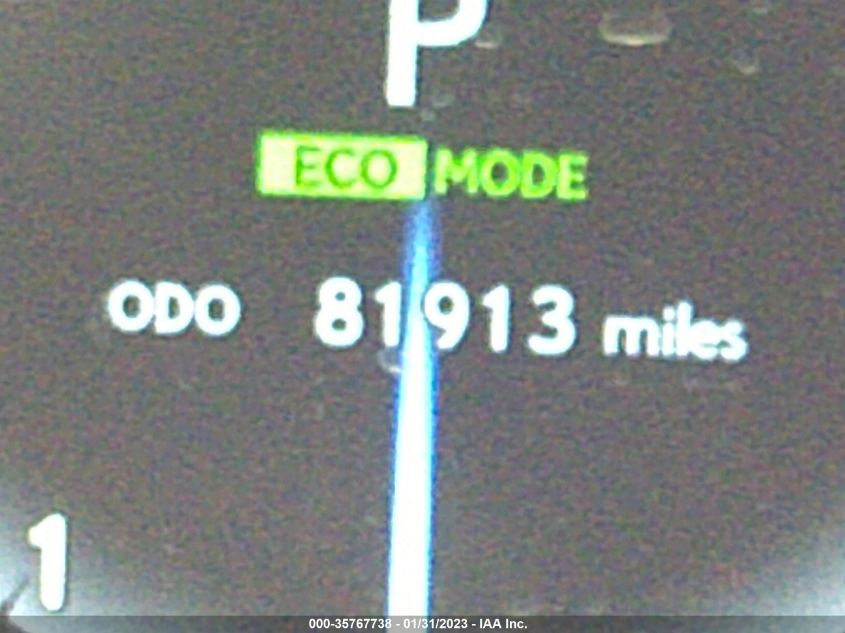 P
ECO MODE
ODO 81913 miles
1
000-35767738 - 01/31/2023 - IAA Inc.